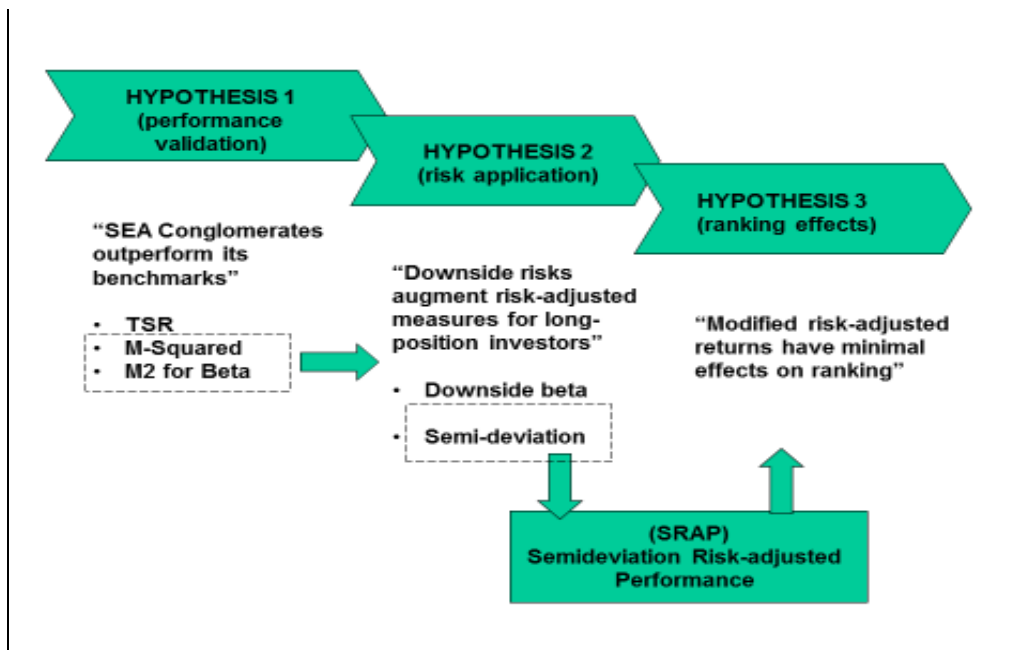 HYPOTHESIS 1
(performance
validation)
HYPOTHESIS 2
(risk application)
HYPOTHESIS 3
(ranking effects)
“SEA Conglomerates
outperform its
benchmarks”
• TSR
• M-Squared
• M2 for Beta
“Downside risks
augment risk-adjusted
measures for long-
position investors”
• Downside beta
• Semi-deviation
“Modified risk-adjusted
returns have minimal
effects on ranking”
(SRAP)
Semideviation Risk-adjusted
Performance